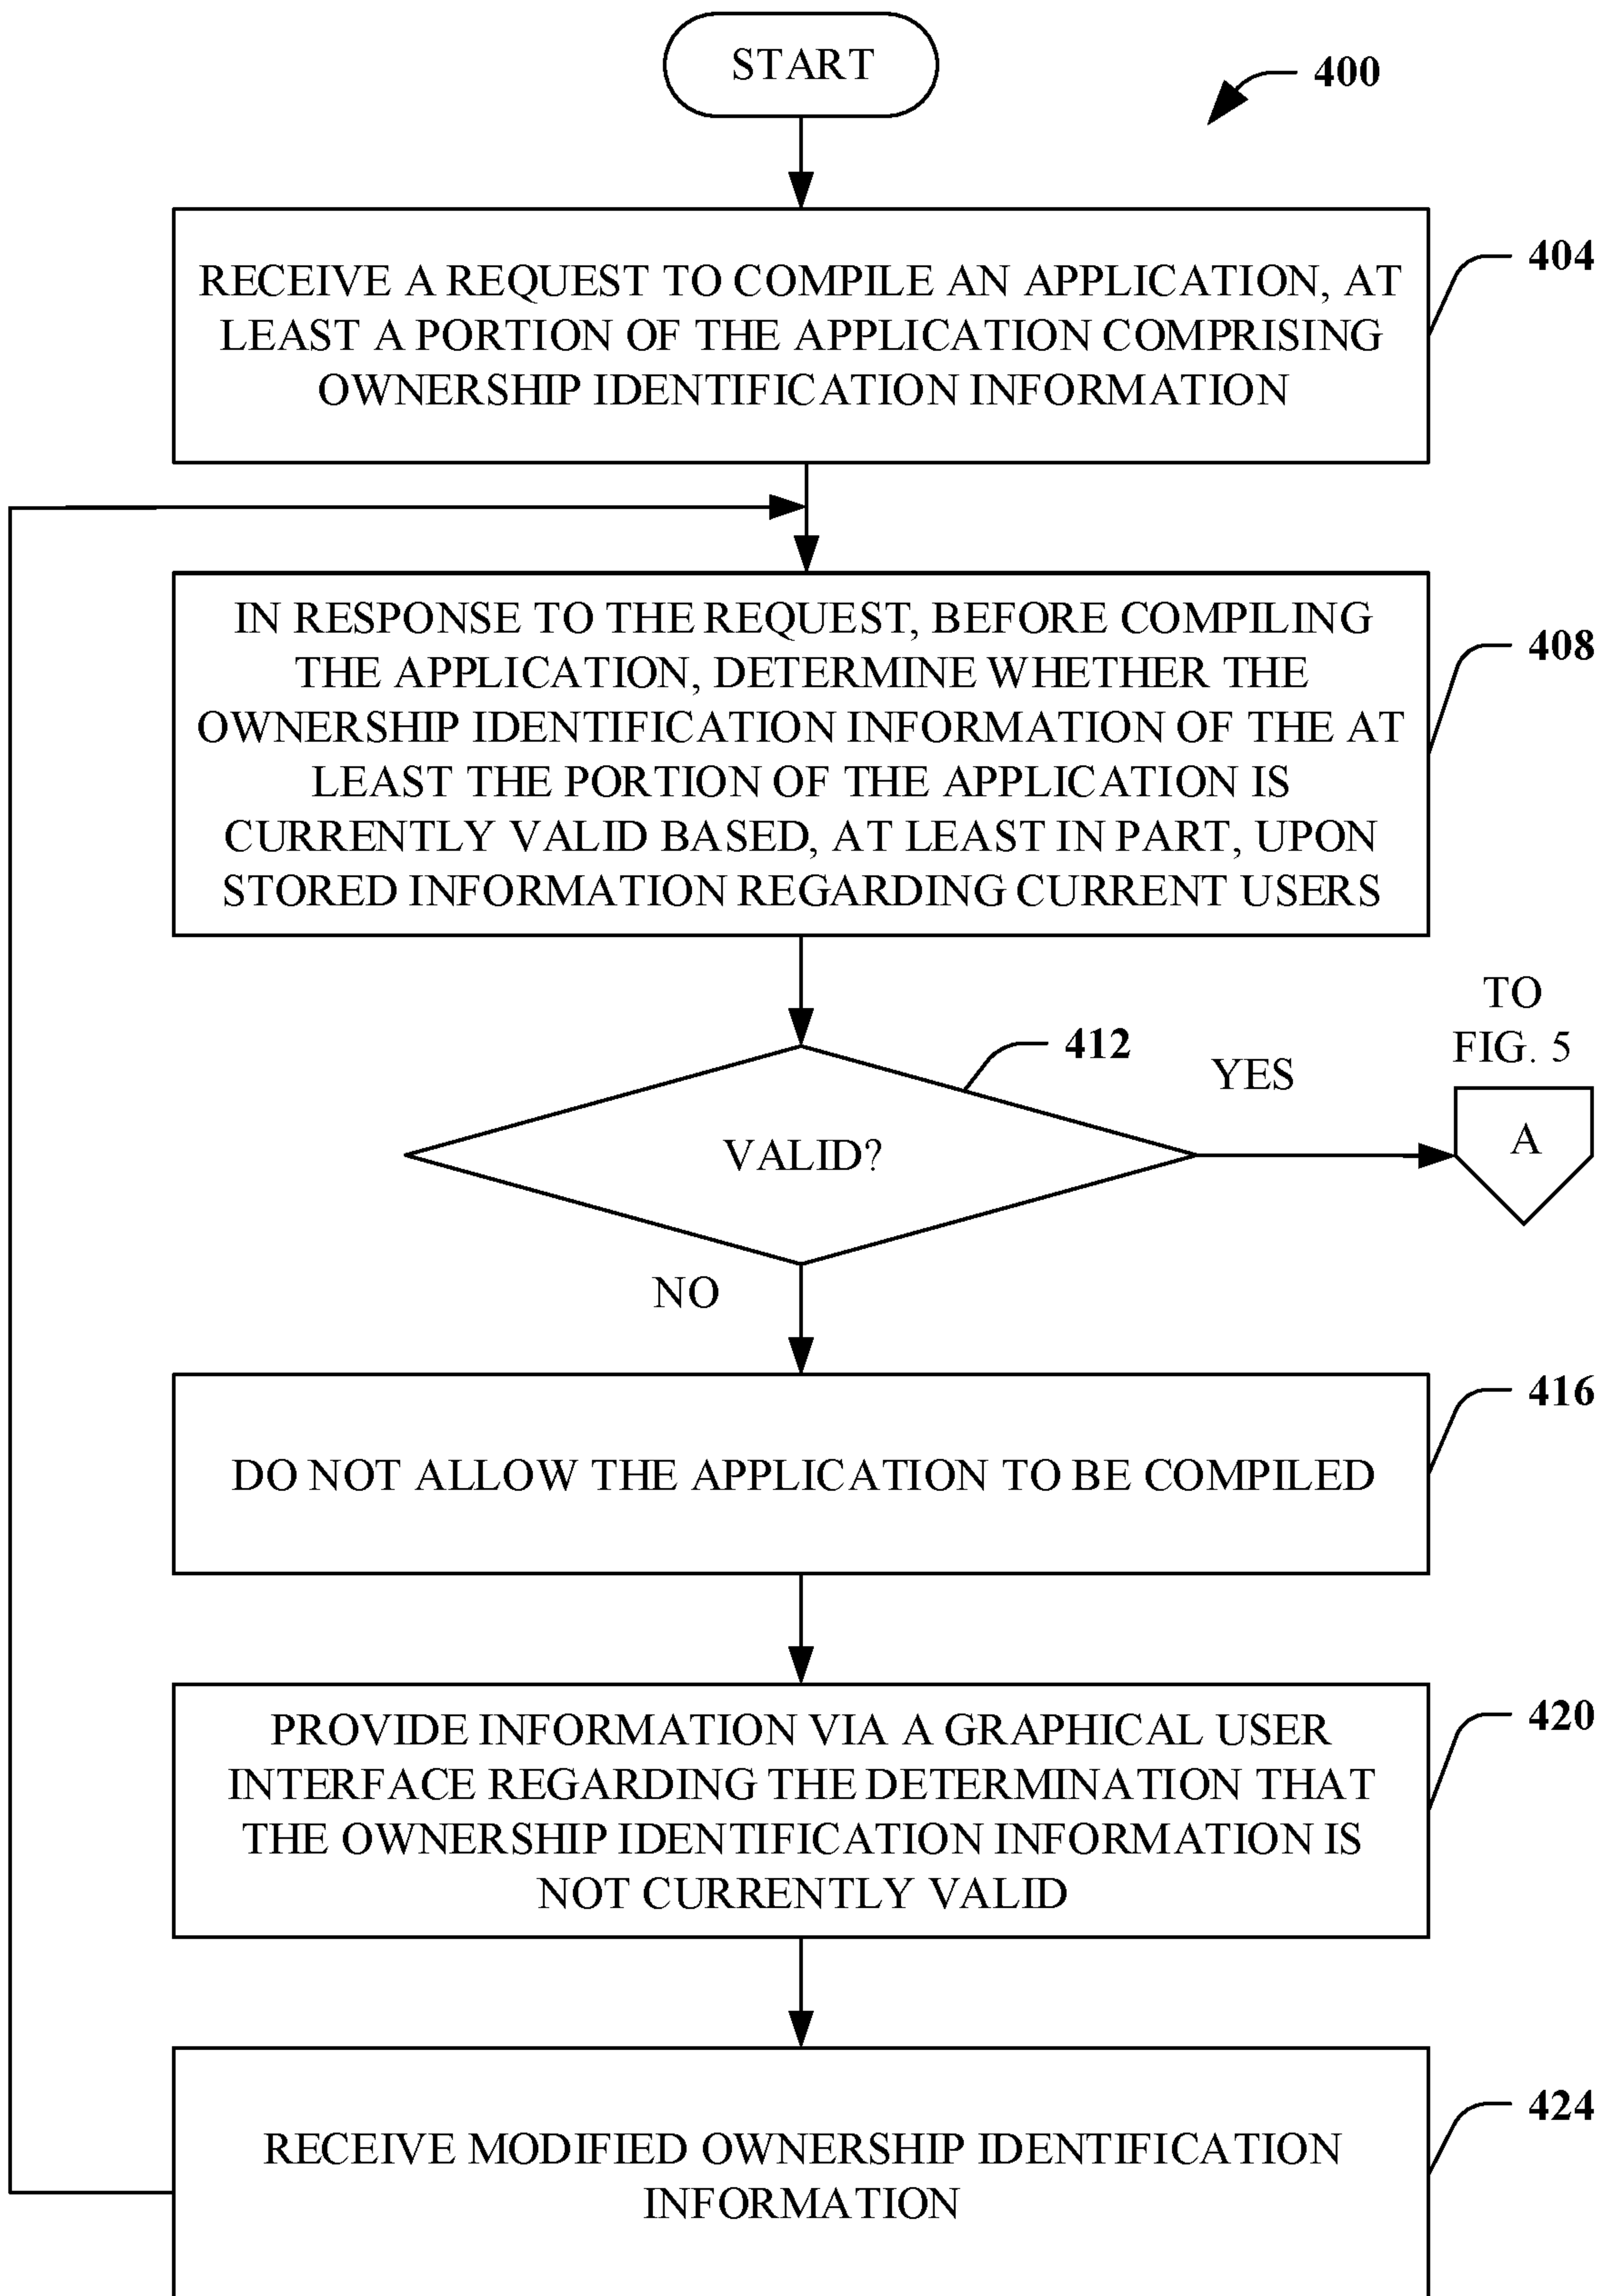 START
400
RECEIVE A REQUEST TO COMPILE AN APPLICATION, AT
LEAST A PORTION OF THE APPLICATION COMPRISING
OWNERSHIP IDENTIFICATION INFORMATION
404
IN RESPONSE TO THE REQUEST, BEFORE COMPILING
THE APPLICATION, DETERMINE WHETHER THE
OWNERSHIP IDENTIFICATION INFORMATION OF THE AT
LEAST THE PORTION OF THE APPLICATION IS
CURRENTLY VALID BASED, AT LEAST IN PART, UPON
STORED INFORMATION REGARDING CURRENT USERS
408
412
VALID?
YES
TO
FIG. 5
A
NO
DO NOT ALLOW THE APPLICATION TO BE COMPILED
416
PROVIDE INFORMATION VIA A GRAPHICAL USER
INTERFACE REGARDING THE DETERMINATION THAT
THE OWNERSHIP IDENTIFICATION INFORMATION IS
NOT CURRENTLY VALID
420
RECEIVE MODIFIED OWNERSHIP IDENTIFICATION
INFORMATION
424